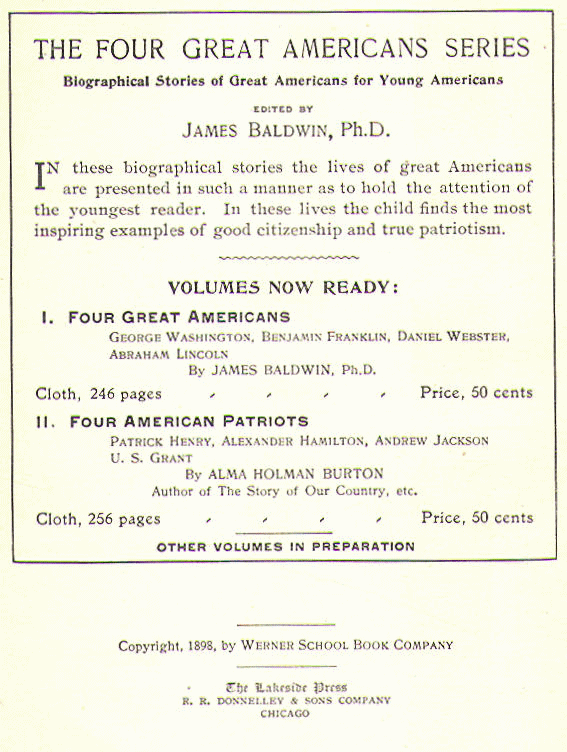 THE FOUR GREAT AMERICANS SERIES
Biographical Stories of Great Americans for Young Americans
EDITED BY
JAMES BALDWIN, Ph.D.
IN these biographical stories the lives of great Americans
are presented in such a manner as to hold the attention of
the youngest reader. In these lives the child finds the most
inspiring examples of good citizenship and true patriotism.
VOLUMES NOW READY:
I. FOUR GREAT AMERICANS
GEORGE WASHINGTON, BENJAMIN FRANKLIN, DANIEL WEBSTER,
ABRAHAM LINCOLN
By JAMES BALDWIN, Ph.D.
Cloth, 246 pages Price, 50 cents
II. FOUR AMERICAN PATRIOTS
PATRICK HENRY, ALEXANDER HAMILTON, ANDREW JACKSON
U. S. GRANT
By ALMA HOLMAN BURTON
Author of The Story of Our Country, etc.
Cloth, 256 pages Price, 50 cents
OTHER VOLUMES IN PREPARATION
Copyright, 1898, by WERNER SCHOOL BOOK COMPANY
The Lakeside Press
R. R. DONNELLEY & SONS COMPANY
CHICAGO